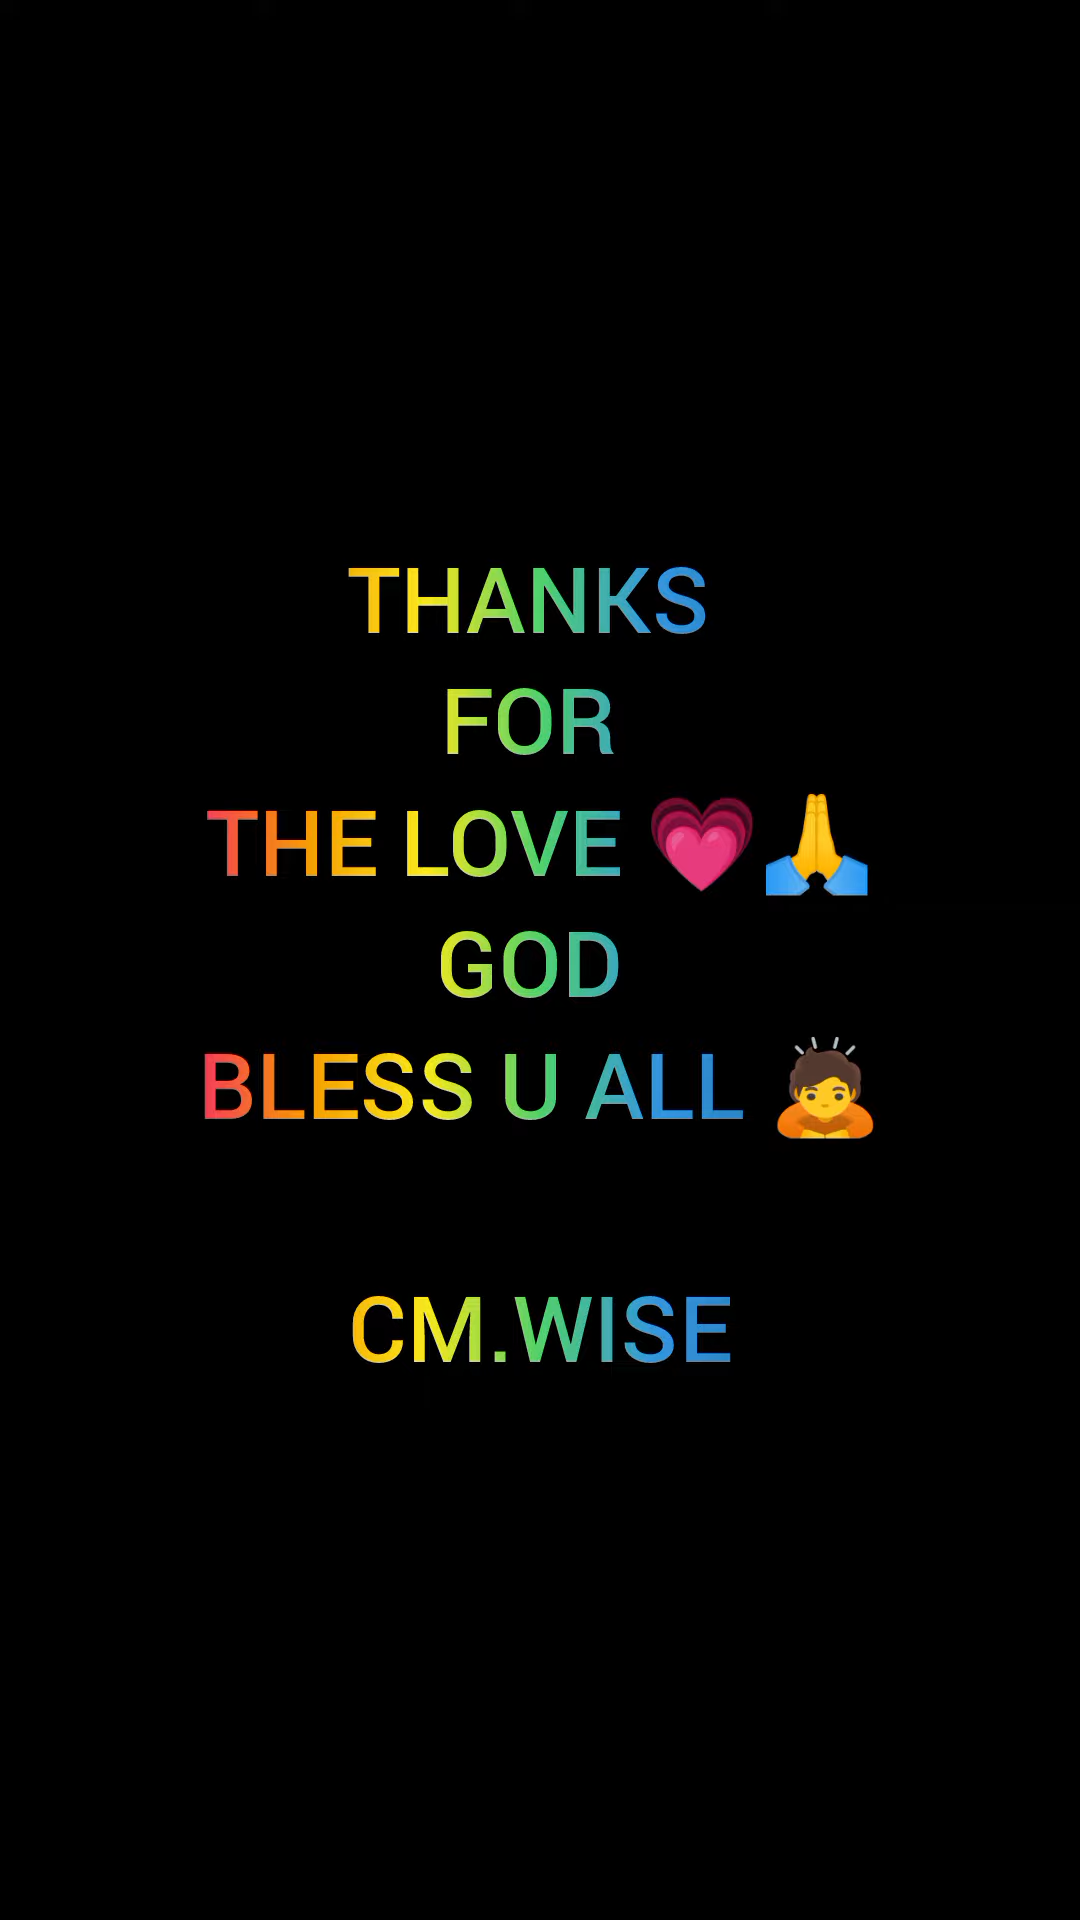 THANKS
FOR
THE LOVE 💗🙏
GOD
BLESS U ALL 🙇
CM.WISE